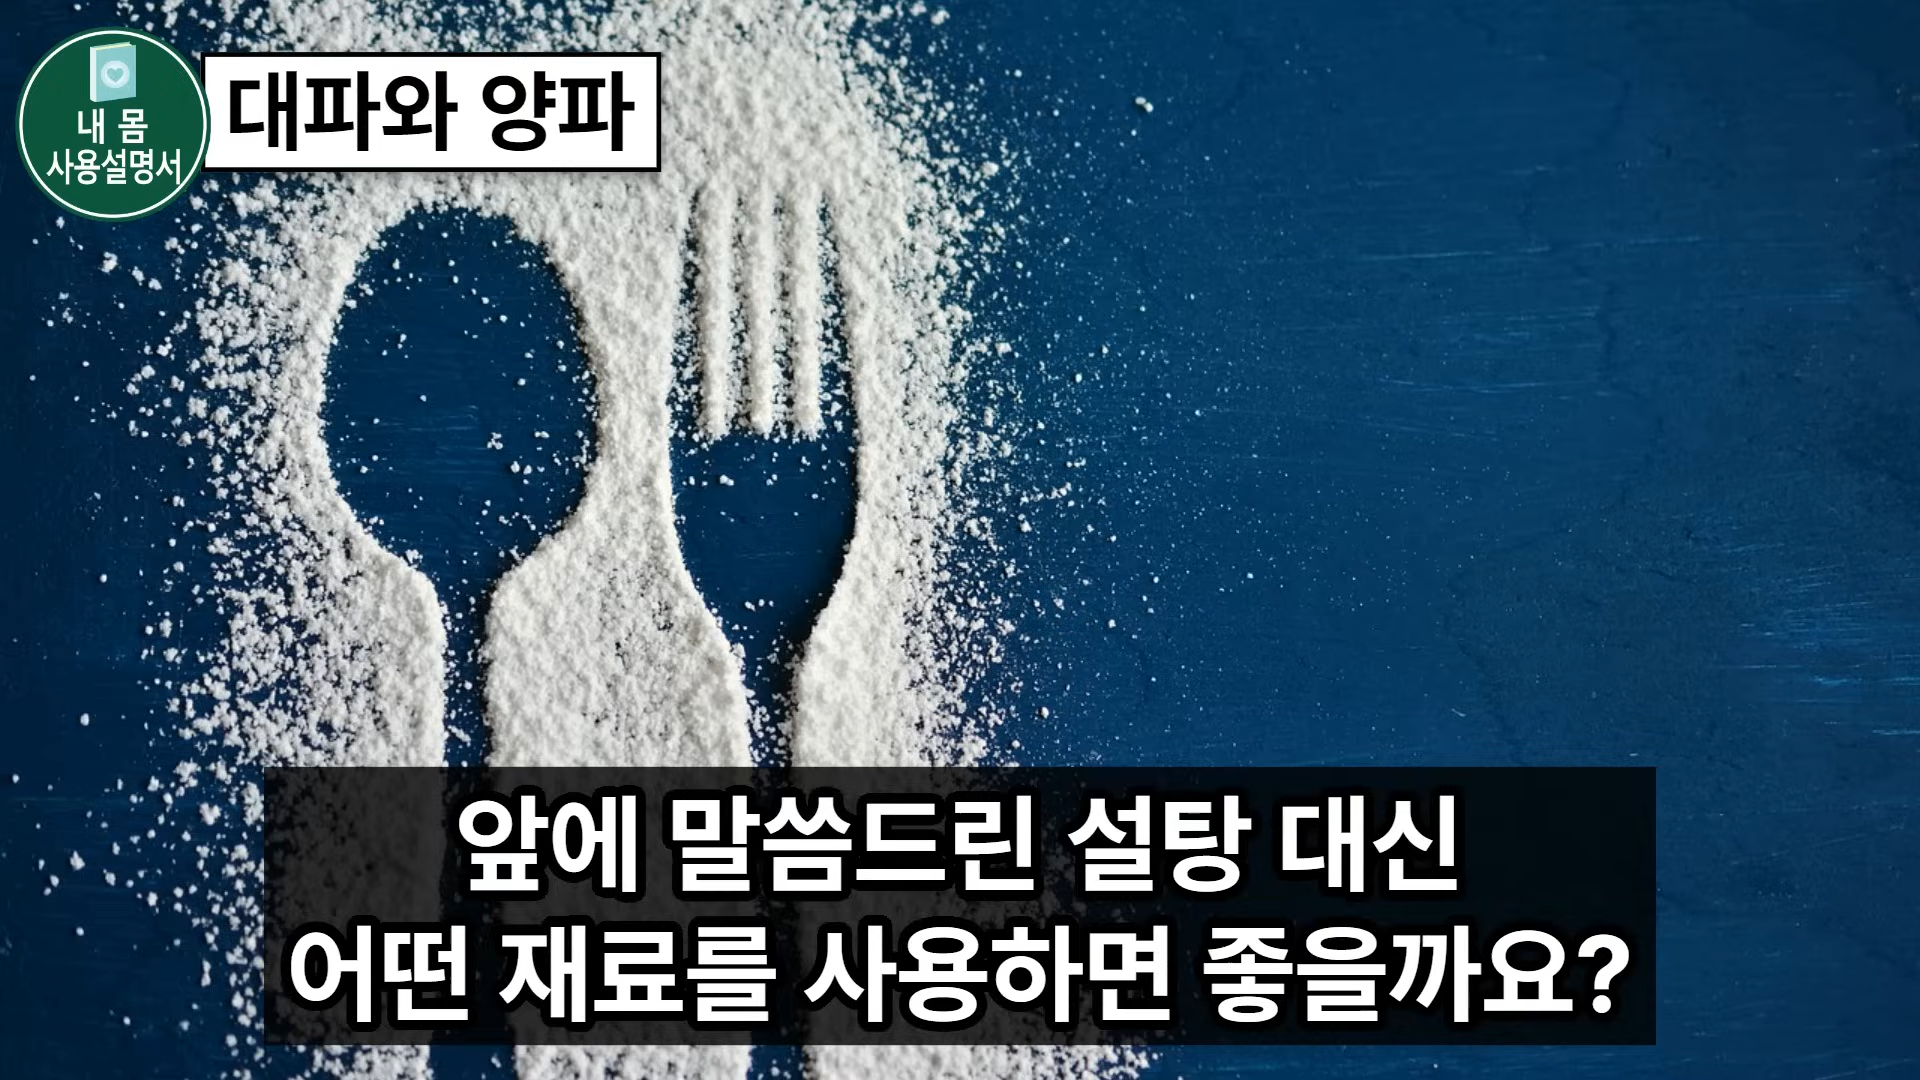 내 몸
사용설명서
대파와 양파
앞에 말씀드린 설탕 대신
어떤 재료를 사용하면 좋을까요?